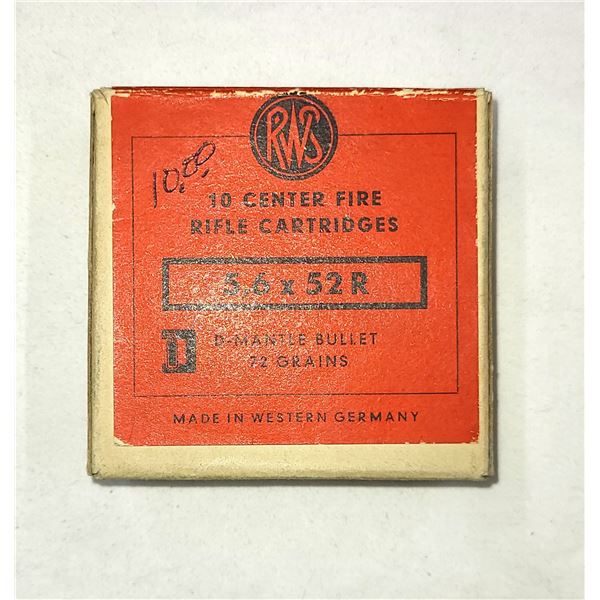 RWS
10.00
10 CENTER FIRE
RIFLE CARTRIDGES
5,6 x 52 R
D
D-MANTLE BULLET
72 GRAINS
MADE IN WESTERN GERMANY